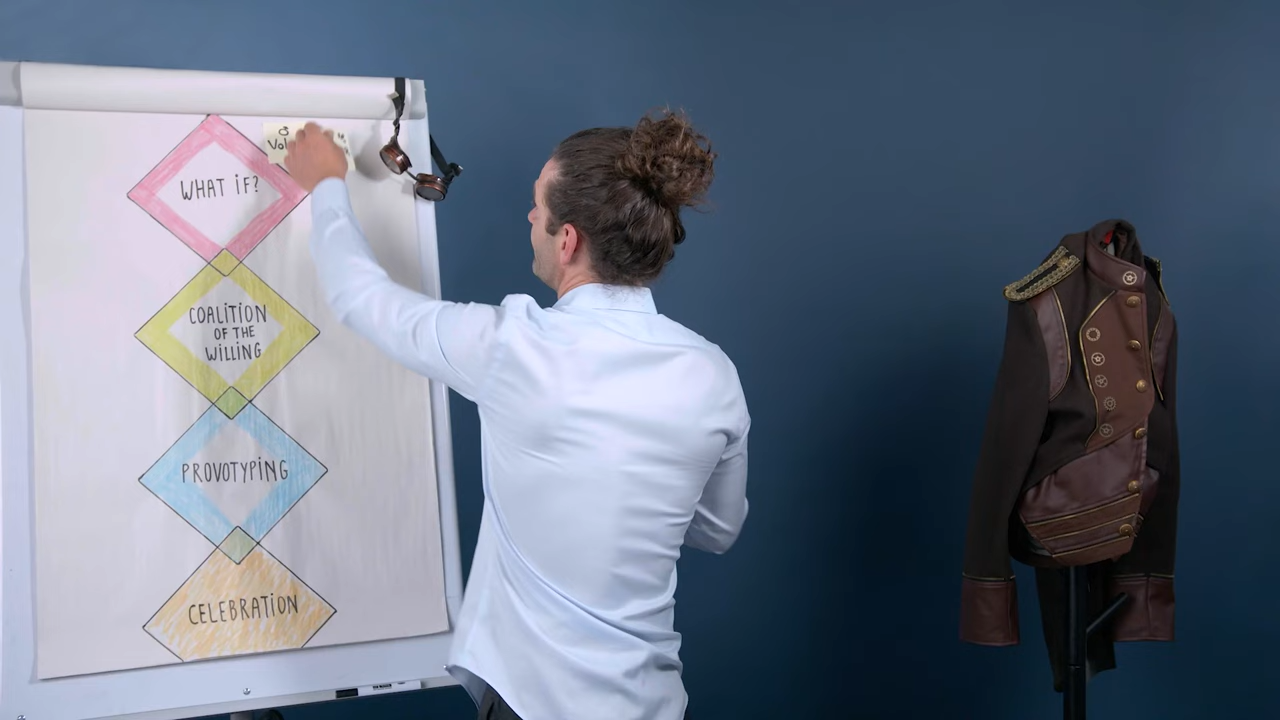 WHAT iF?
COALiTiON
OF THE
WiLLiNG
PROVOTYPiNG
CELEBRATiON